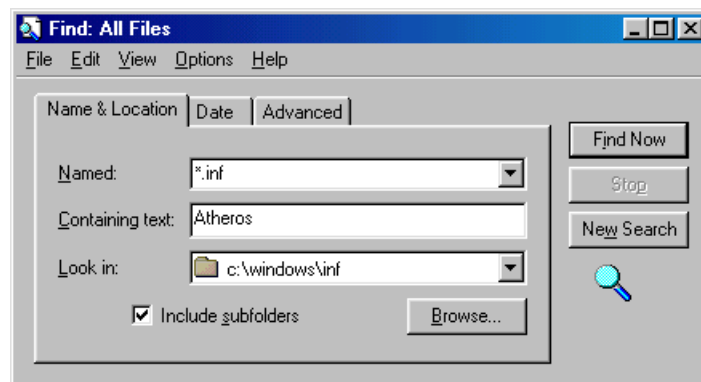 Find: All Files
File Edit View Options Help
Name & Location Date Advanced
Find Now
Named: *.inf
Stop
Containing text: Atheros
New Search
Look in: c:\windows\inf
Include subfolders Browse...